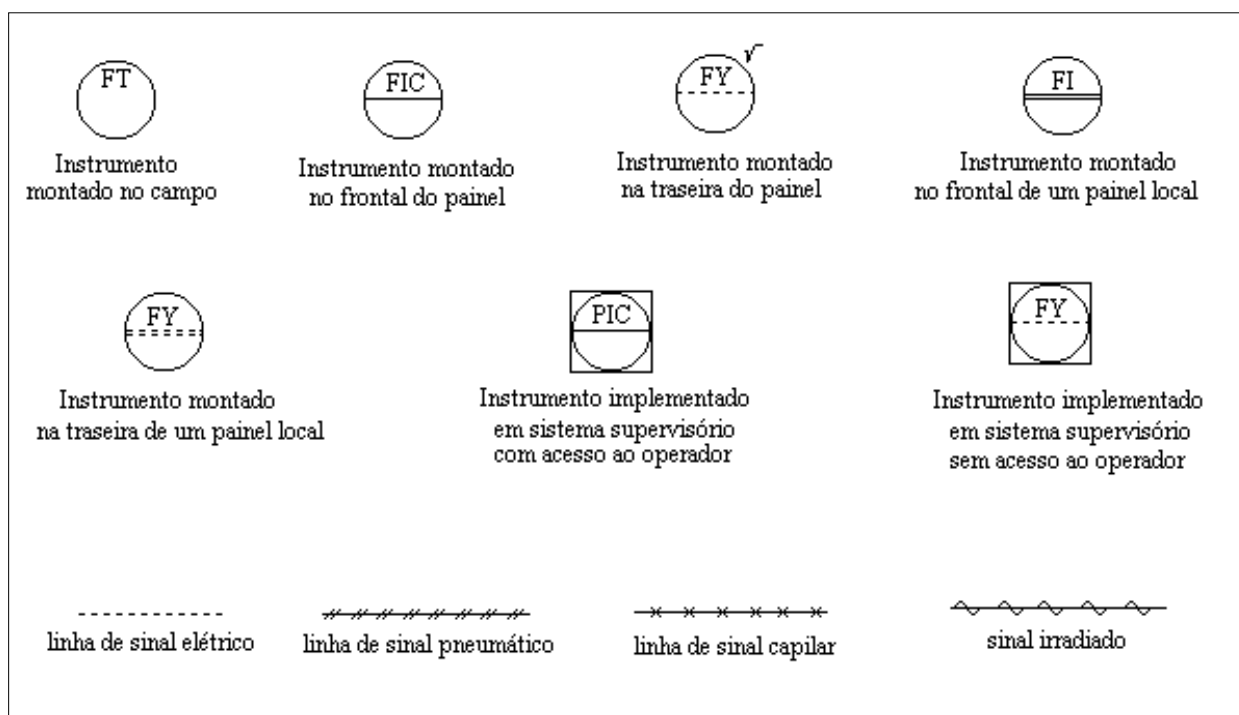 FT
FIC
FY √
FI
Instrumento
montado no campo
Instrumento montado
no frontal do painel
Instrumento montado
na traseira do painel
Instrumento montado
no frontal de um painel local
FY
PIC
FY
Instrumento montado
na traseira de um painel local
Instrumento implementado
em sistema supervisório
com acesso ao operador
Instrumento implementado
em sistema supervisório
sem acesso ao operador
linha de sinal elétrico
linha de sinal pneumático
linha de sinal capilar
sinal irradiado